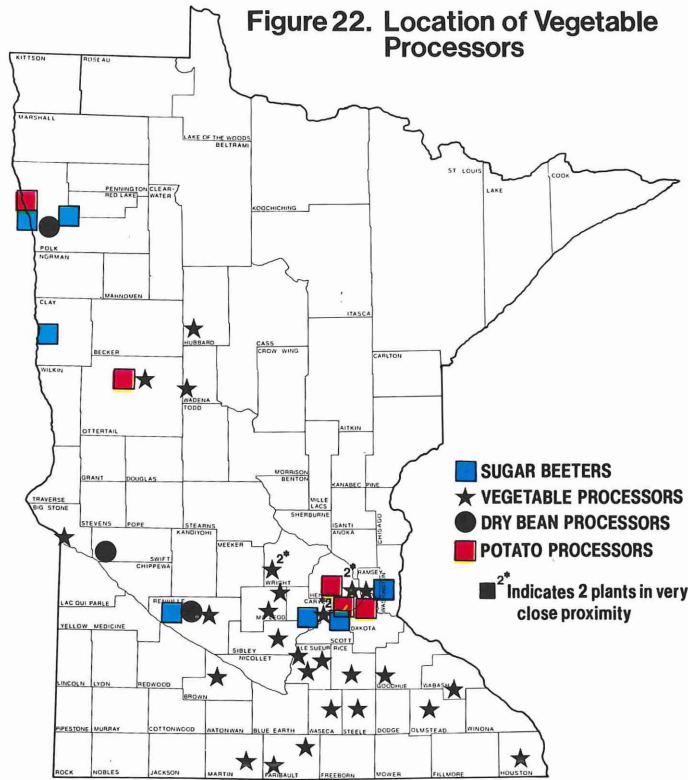 Figure 22. Location of Vegetable
Processors
KITTSON
ROSEAU
MARSHALL
LAKE OF THE WOODS
BELTRAMI
ST LOUIS
LAKE
COOK
PENNINGTON
CLEAR-
RED LAKE
WATER
KOOCHICHING
POLK
NORMAN
MAHNOMEN
CLAY
ITASCA
HUBBARD
CASS
BECKER
CROW WING
CARLTON
WILKIN
WADENA
TODD
OTTERTAIL
AITKIN
GRANT
DOUGLAS
MORRISON
BENTON
KANABEC
PINE
MILLE
LACS
TRAVERSE
BIG STONE
SHERBURNE
STEVENS
POPE
STEARNS
ISANTI
ANOKA
CHISAGO
KANDIYOHI
MEEKER
SWIFT
CHIPPEWA
2*
WRIGHT
2*
RAMSEY
LAC QUI PARLE
RENVILLE
2
YELLOW MEDICINE
DAKOTA
SCOTT
SIBLEY
LE SUEUR
RICE
NICOLLET
LINCOLN
LYON
REDWOOD
BROWN
GOODHUE
WABASH
PIPESTONE
MURRAY
COTTONWOOD
WATONWAN
BLUE EARTH
WASECA
STEELE
DODGE
OLMSTEAD
WINONA
ROCK
NOBLES
JACKSON
MARTIN
FARIBAULT
FREEBORN
MOWER
FILLMORE
HOUSTON
SUGAR BEETERS
VEGETABLE PROCESSORS
DRY BEAN PROCESSORS
POTATO PROCESSORS
2* Indicates 2 plants in very
close proximity